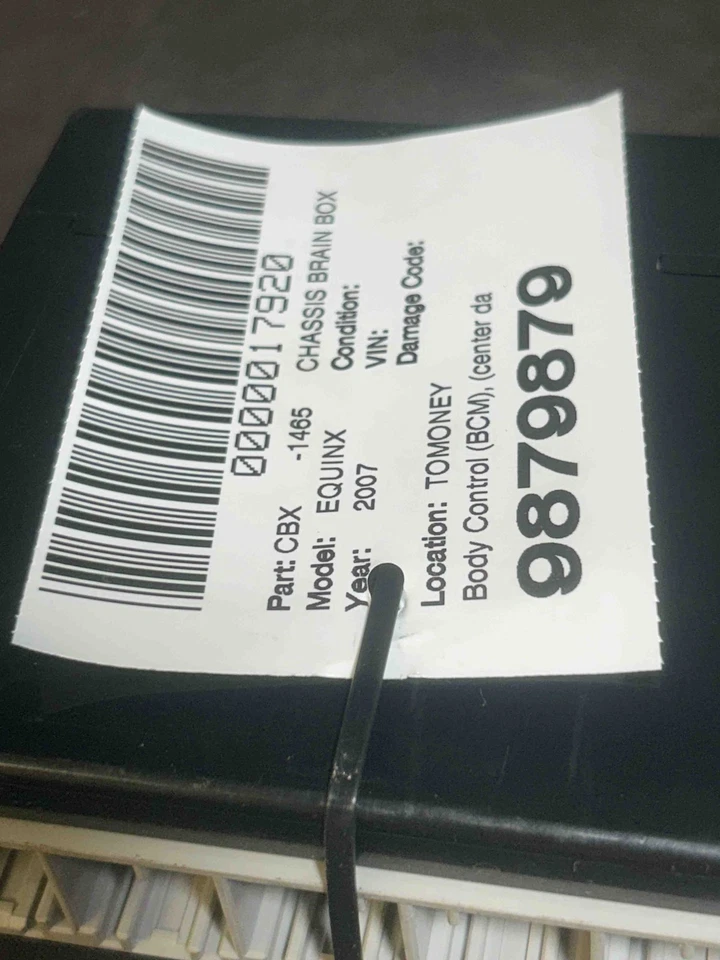 0000017920
Part: CBX -1465 CHASSIS BRAIN BOX
Model: EQUINX Condition:
Year: 2007 VIN:
Damage Code:
Location: TOMONEY
Body Control (BCM), (center da
9879879